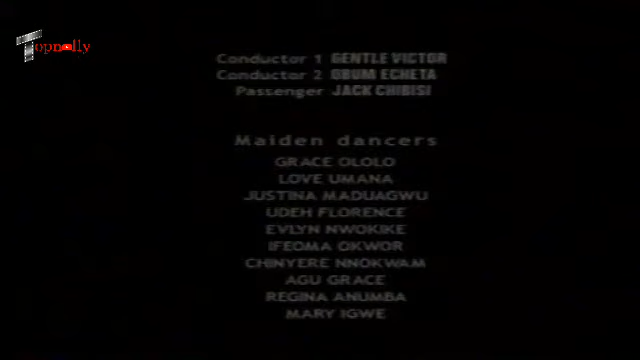 Topnolly
Conductor 1 GENTLE VICTOR
Conductor 2 OBUM ECHETA
Passenger JACK CHIBISI
Maiden dancers
GRACE OLOLO
LOVE UMANA
JUSTINA MADUAGWU
UDEH FLORENCE
EVLYN NWOKIKE
IFEOMA OKWOR
CHINYERE NNOKWAM
AGU GRACE
REGINA ANUMBA
MARY IGWE